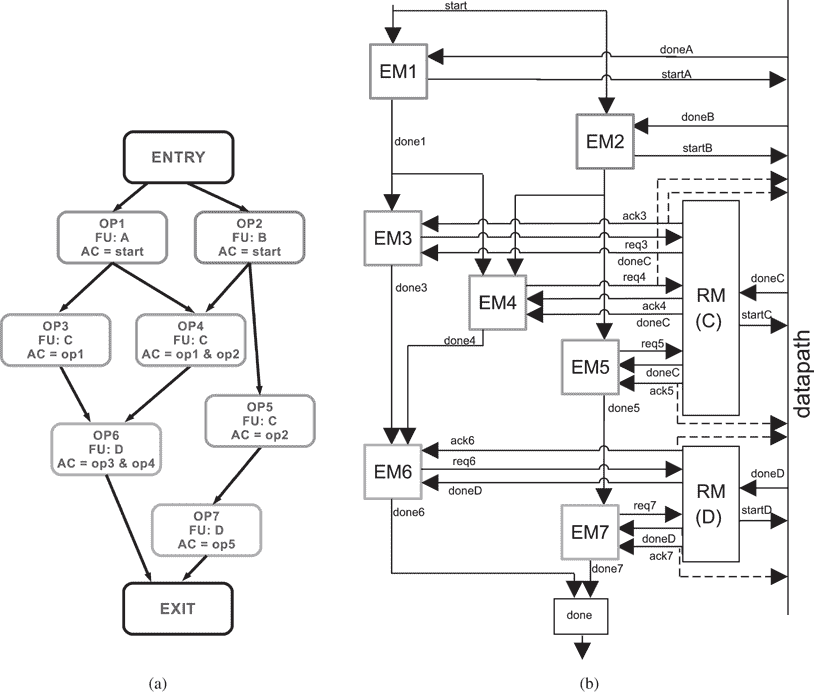 ENTRY
OP1
FU: A
AC = start
OP2
FU: B
AC = start
OP3
FU: C
AC = op1
OP4
FU: C
AC = op1 & op2
OP5
FU: C
AC = op2
OP6
FU: D
AC = op3 & op4
OP7
FU: D
AC = op5
EXIT
(a)
start
EM1
doneA
startA
done1
EM2
doneB
startB
EM3
ack3
req3
doneC
done3
EM4
req4
ack4
doneC
done4
RM
(C)
doneC
startC
EM5
req5
doneC
ack5
done5
datapath
EM6
ack6
req6
doneD
done6
RM
(D)
doneD
startD
EM7
req7
doneD
ack7
done7
done
(b)